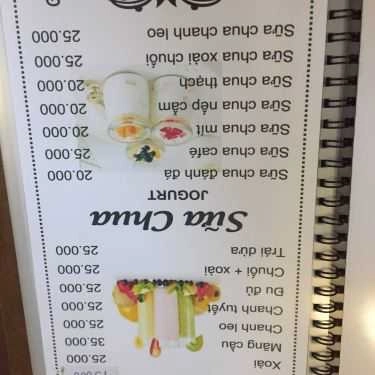 Xoài 25.000
Mãng cầu 35.000
Chanh leo 25.000
Chanh tuyết 25.000
Đu đủ 25.000
Chuối + xoài 25.000
Trái dừa 25.000
Sữa Chua
JOGURT
Sữa chua đánh đá 20.000
Sữa chua café 25.000
Sữa chua mít 20.000
Sữa chua nếp cẩm 20.000
Sữa chua thạch 20.000
Sữa chua xoài chuối 25.000
Sữa chua chanh leo 25.000